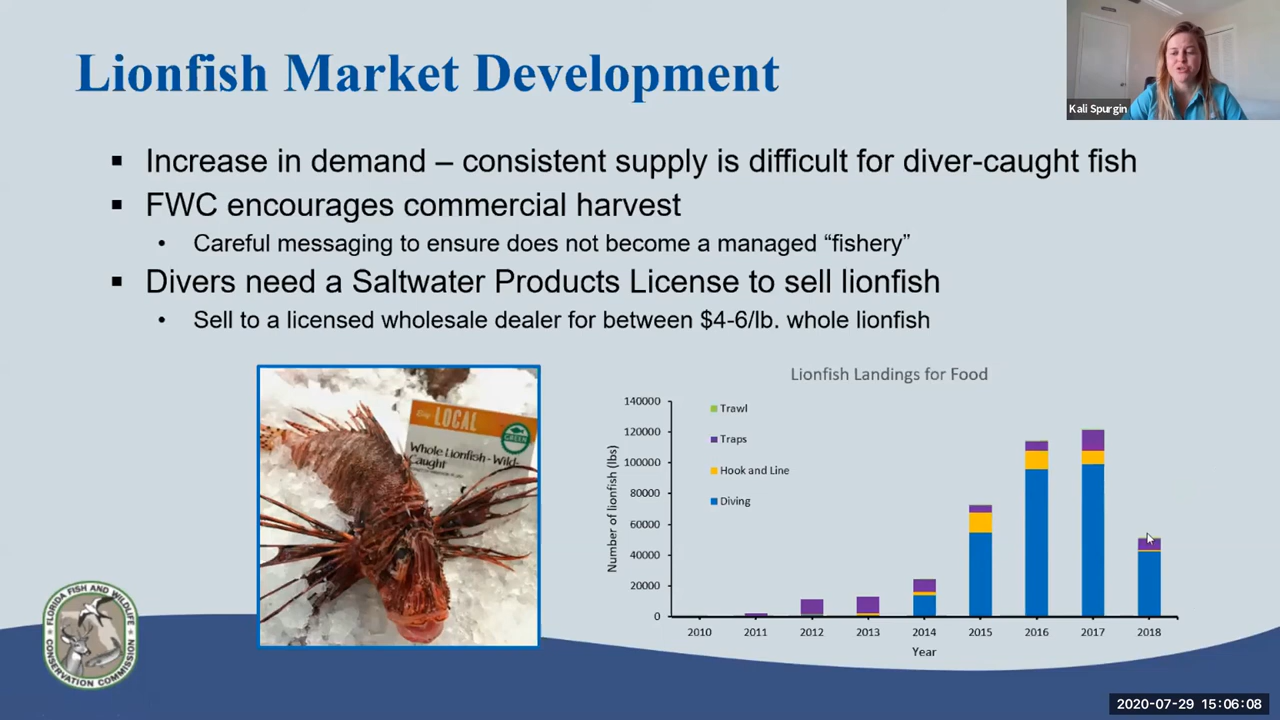 Lionfish Market Development
Kali Spurgin
▪ Increase in demand – consistent supply is difficult for diver-caught fish
▪ FWC encourages commercial harvest
• Careful messaging to ensure does not become a managed “fishery”
▪ Divers need a Saltwater Products License to sell lionfish
• Sell to a licensed wholesale dealer for between $4-6/lb. whole lionfish
LOCAL
GREEN
Whole Lionfish - Wild-
Caught
Lionfish Landings for Food
Number of lionfish (lbs)
140000
120000
100000
80000
60000
40000
20000
0
Trawl
Traps
Hook and Line
Diving
2010 2011 2012 2013 2014 2015 2016 2017 2018
Year
FLORIDA FISH AND WILDLIFE
CONSERVATION COMMISSION
2020-07-29 15:06:08